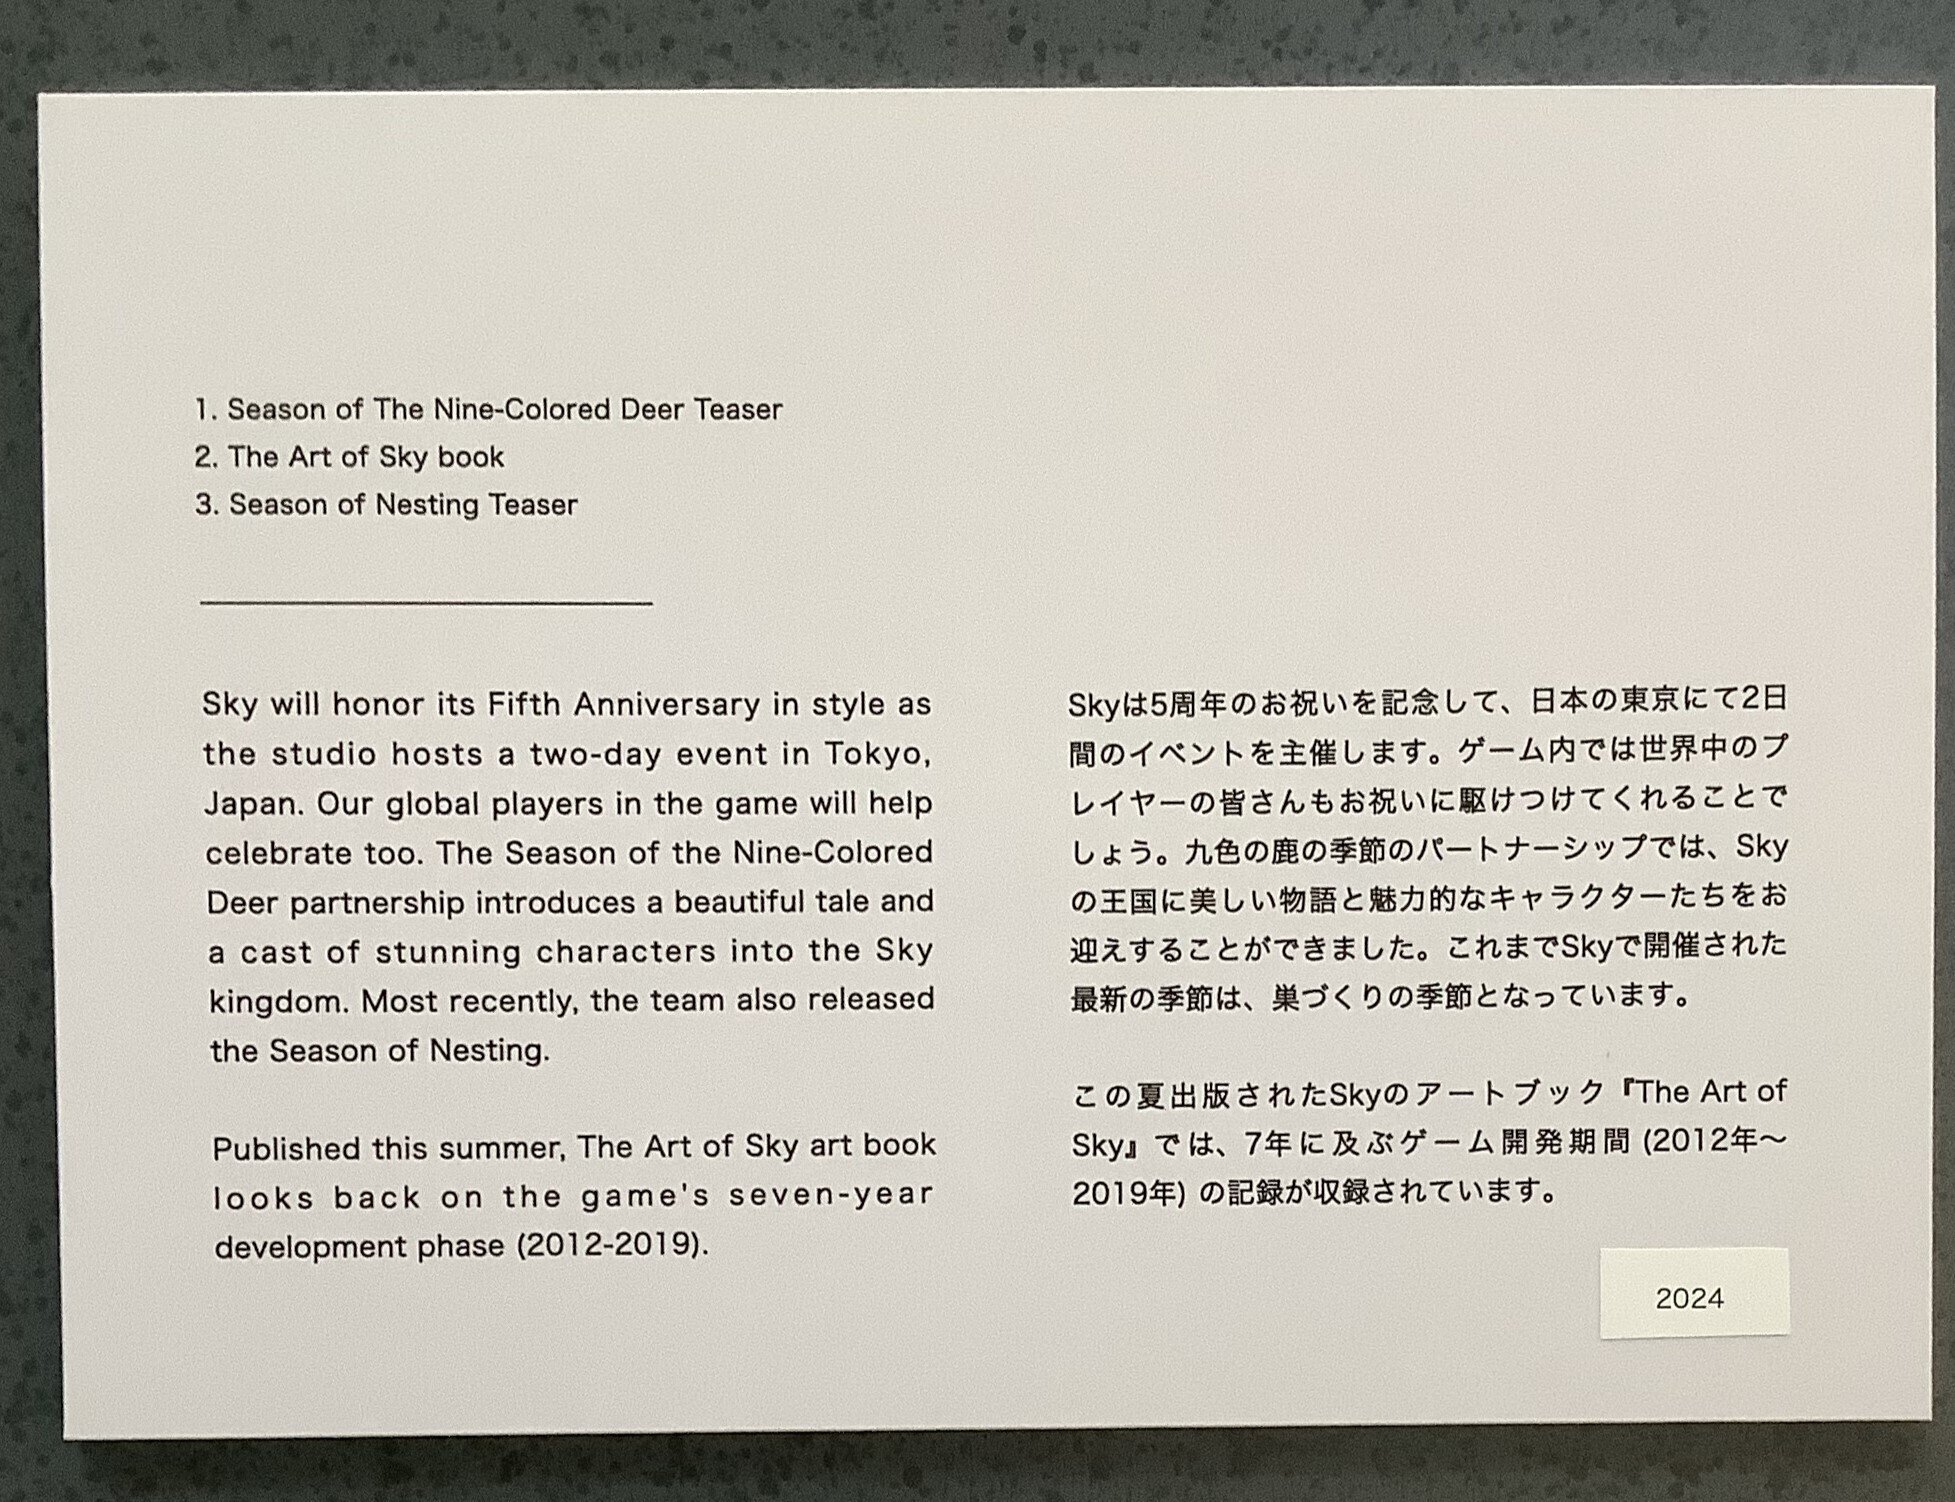 1. Season of The Nine-Colored Deer Teaser
2. The Art of Sky book
3. Season of Nesting Teaser
Sky will honor its Fifth Anniversary in style as
the studio hosts a two-day event in Tokyo,
Japan. Our global players in the game will help
celebrate too. The Season of the Nine-Colored
Deer partnership introduces a beautiful tale and
a cast of stunning characters into the Sky
kingdom. Most recently, the team also released
the Season of Nesting.
Published this summer, The Art of Sky art book
looks back on the game's seven-year
development phase (2012-2019).
Skyは5周年のお祝いを記念して、日本の東京にて2日
間のイベントを主催します。ゲーム内では世界中のプ
レイヤーの皆さんもお祝いに駆けつけてくれることで
しょう。九色の鹿の季節のパートナーシップでは、Sky
の王国に美しい物語と魅力的なキャラクターたちをお
迎えすることができました。これまでSkyで開催された
最新の季節は、巣づくりの季節となっています。
この夏出版されたSkyのアートブック『The Art of
Sky』では、7年に及ぶゲーム開発期間 (2012年〜
2019年) の記録が収録されています。
2024